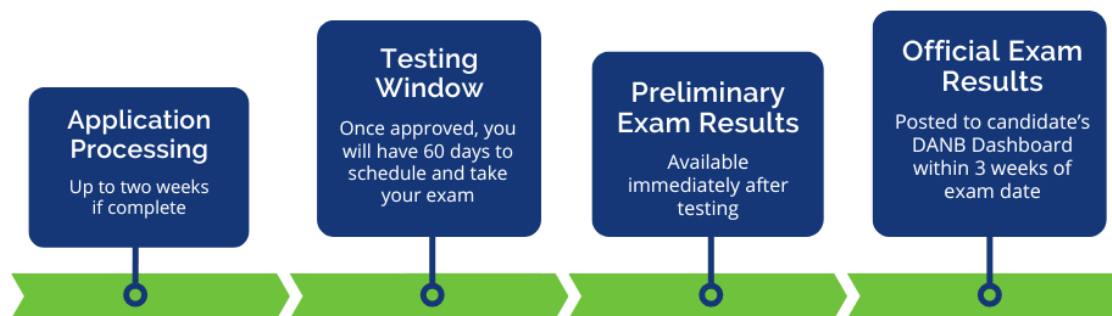 Application
Processing
Up to two weeks
if complete
Testing
Window
Once approved, you
will have 60 days to
schedule and take
your exam
Preliminary
Exam Results
Available
immediately after
testing
Official Exam
Results
Posted to candidate's
DANB Dashboard
within 3 weeks of
exam date